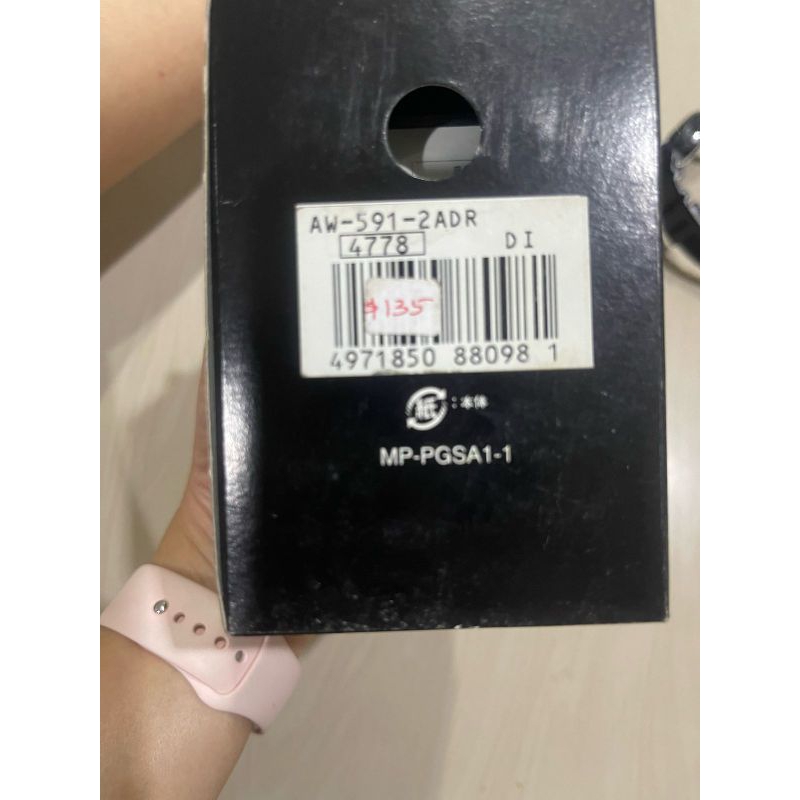 AW-591-2ADR
4778 DI
$135
4971850 88098 1
紙 :本体
MP-PGSA1-1